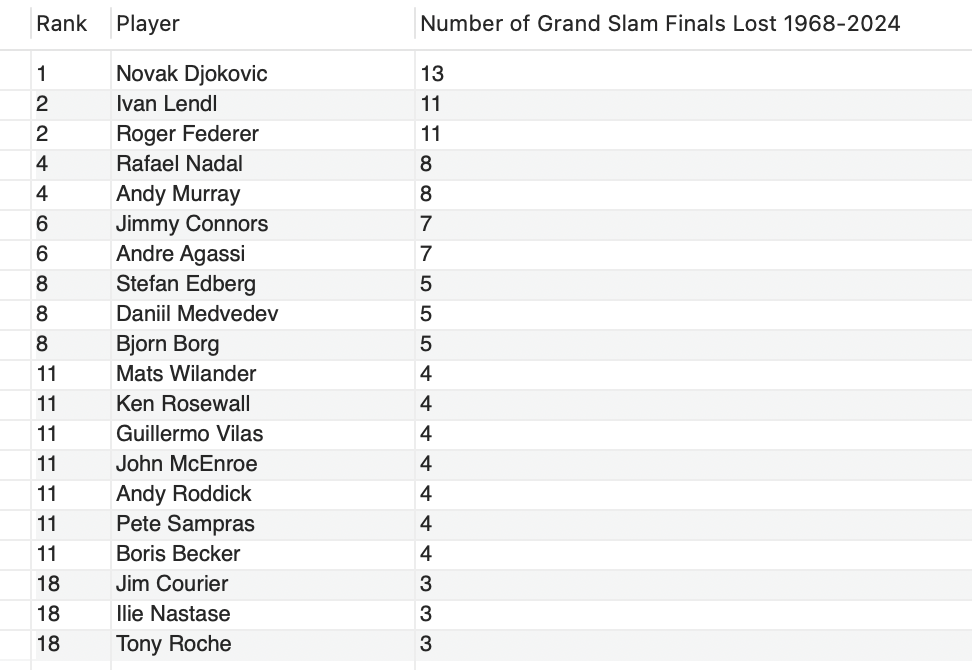 Rank Player Number of Grand Slam Finals Lost 1968-2024
1 Novak Djokovic 13
2 Ivan Lendl 11
2 Roger Federer 11
4 Rafael Nadal 8
4 Andy Murray 8
6 Jimmy Connors 7
6 Andre Agassi 7
8 Stefan Edberg 5
8 Daniil Medvedev 5
8 Bjorn Borg 5
11 Mats Wilander 4
11 Ken Rosewall 4
11 Guillermo Vilas 4
11 John McEnroe 4
11 Andy Roddick 4
11 Pete Sampras 4
11 Boris Becker 4
18 Jim Courier 3
18 Ilie Nastase 3
18 Tony Roche 3